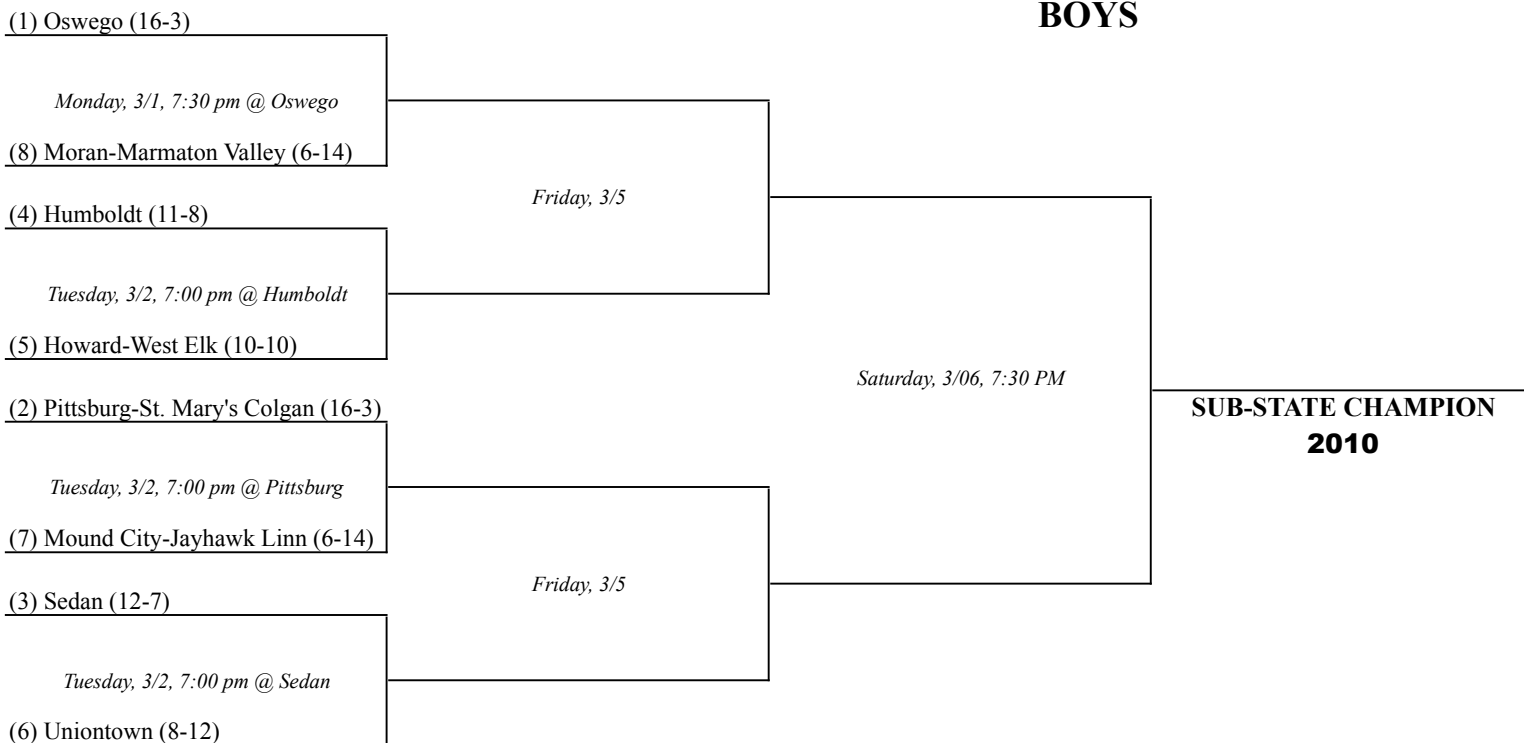 BOYS
(1) Oswego (16-3)
Monday, 3/1, 7:30 pm @ Oswego
(8) Moran-Marmaton Valley (6-14)
Friday, 3/5
(4) Humboldt (11-8)
Tuesday, 3/2, 7:00 pm @ Humboldt
(5) Howard-West Elk (10-10)
Saturday, 3/06, 7:30 PM
(2) Pittsburg-St. Mary's Colgan (16-3)
SUB-STATE CHAMPION
2010
Tuesday, 3/2, 7:00 pm @ Pittsburg
(7) Mound City-Jayhawk Linn (6-14)
Friday, 3/5
(3) Sedan (12-7)
Tuesday, 3/2, 7:00 pm @ Sedan
(6) Uniontown (8-12)